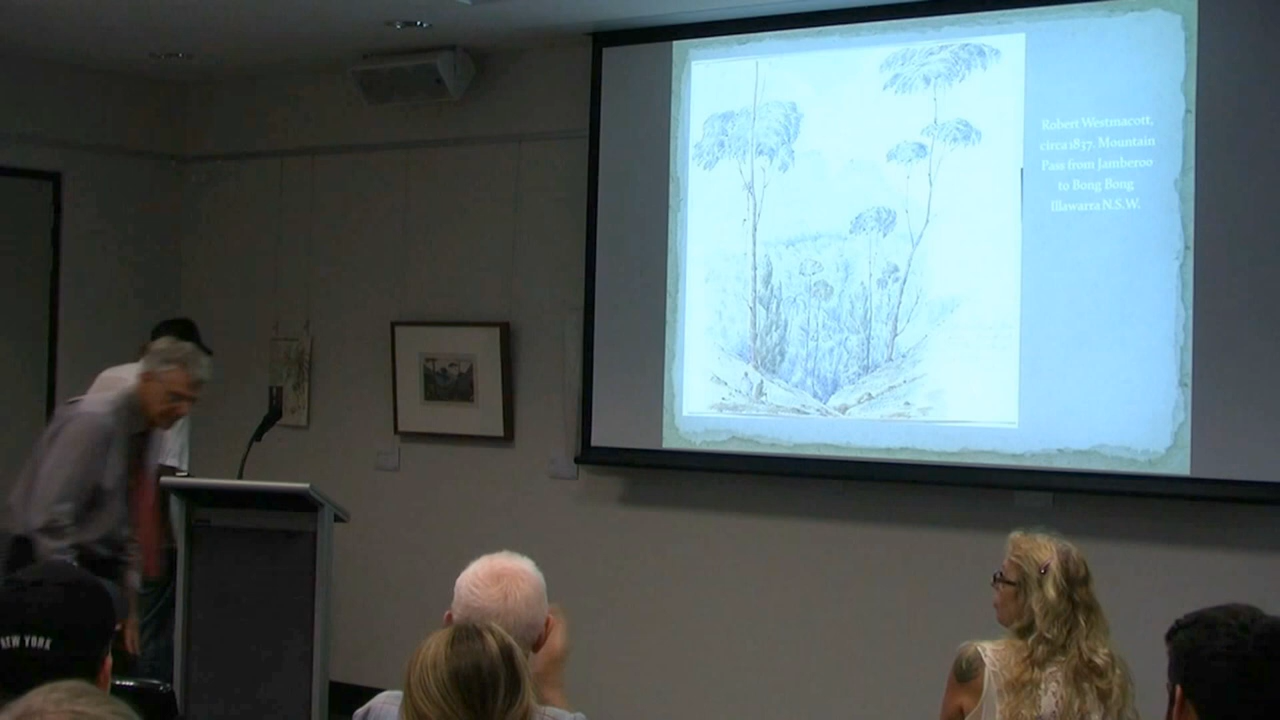 Robert Westmacott,
circa 1837. Mountain
Pass from Jamberoo
to Bong Bong
Illawarra N.S.W.
NEW YORK